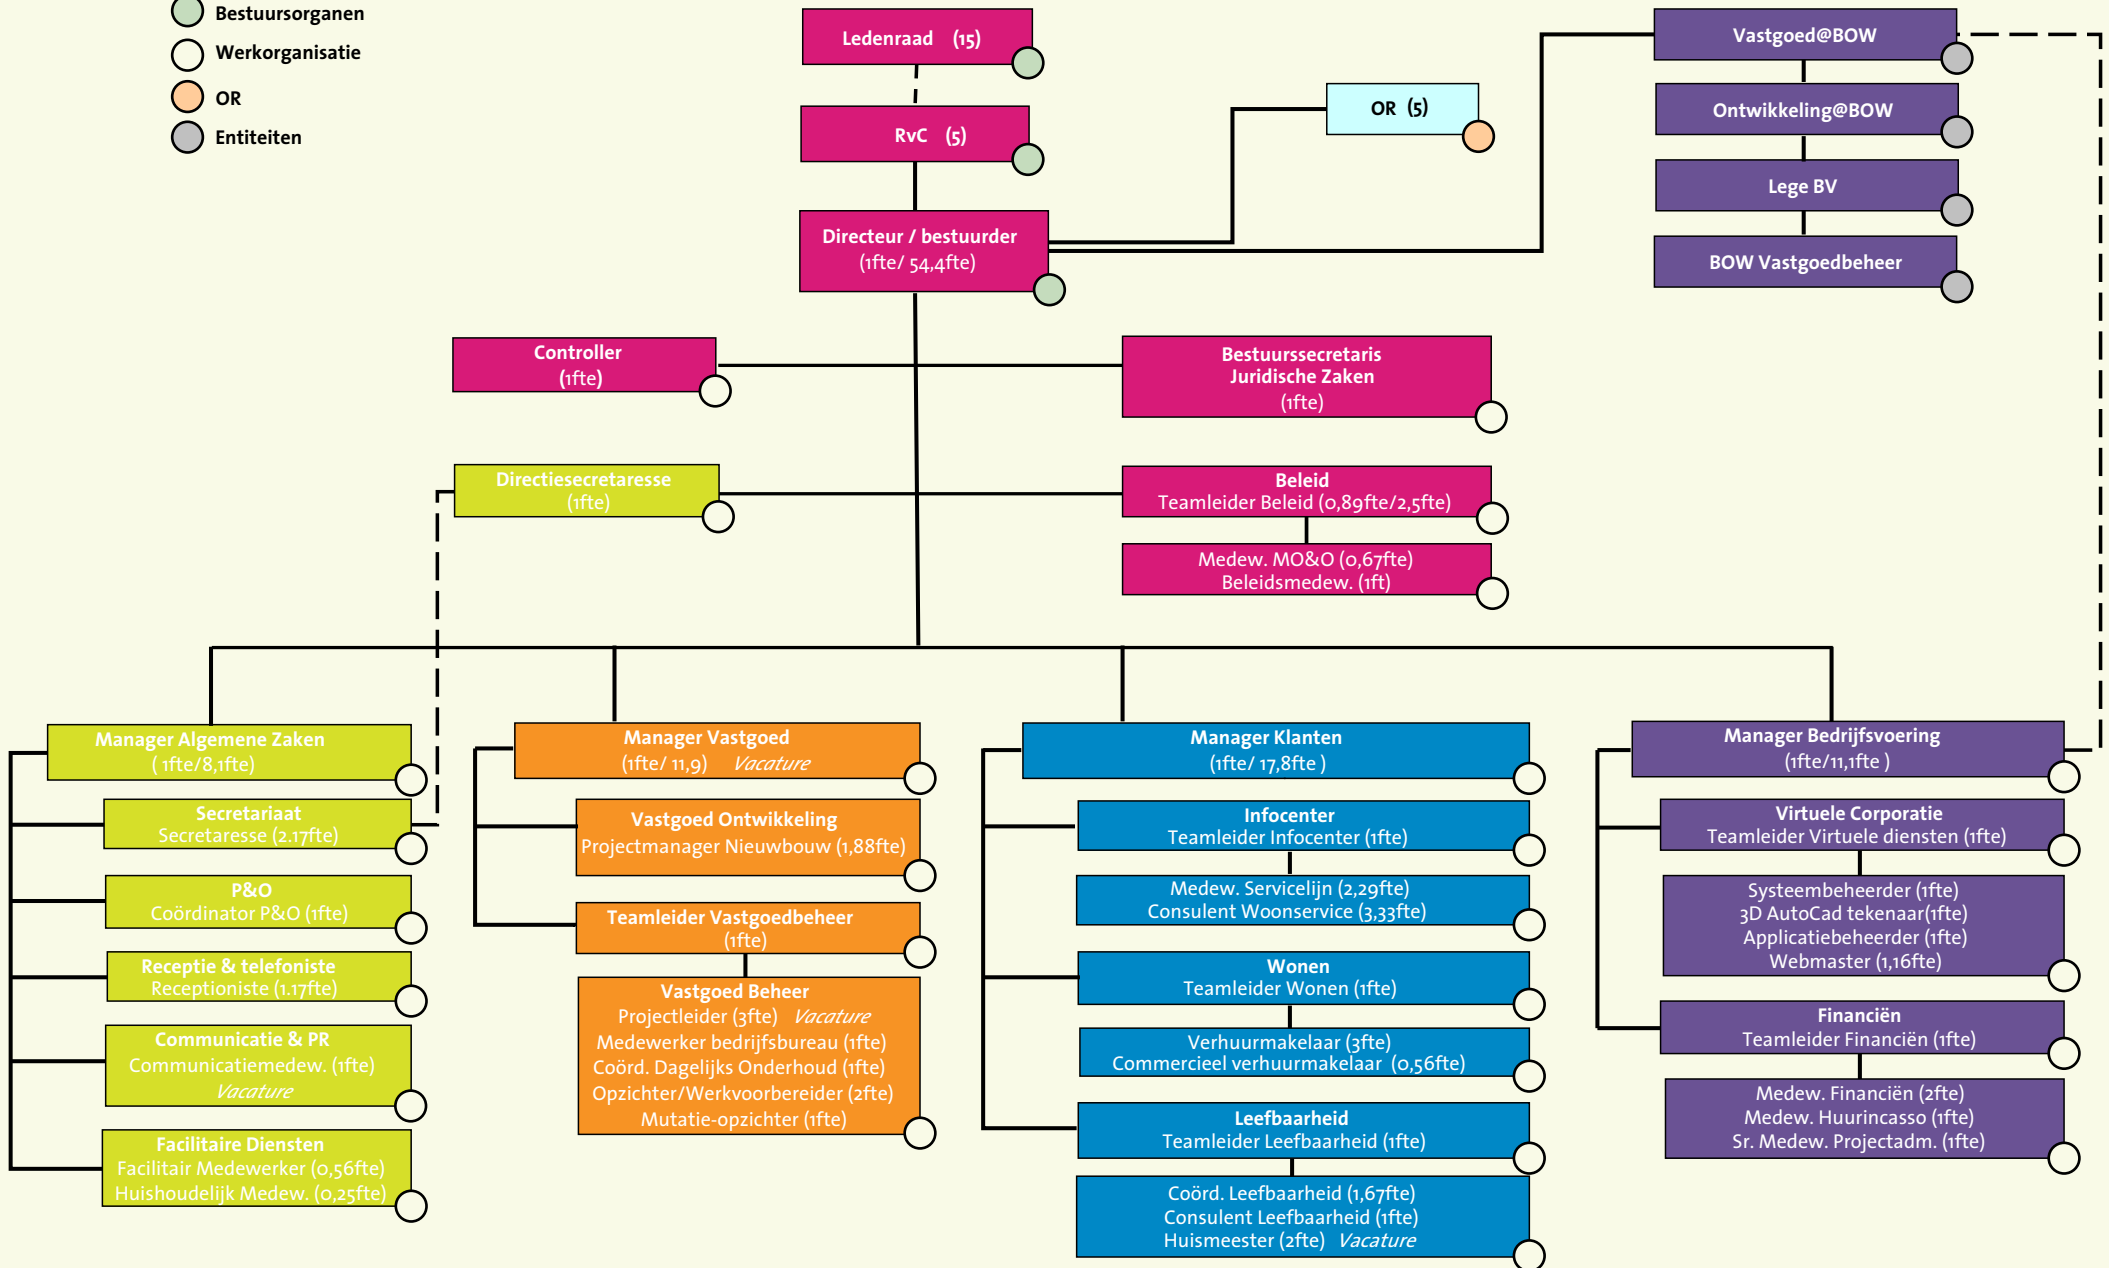 Bestuursorganen
Werkorganisatie
OR
Entiteiten
Ledenraad (15)
RvC (5)
Directeur / bestuurder
(1fte/ 54,4fte)
OR (5)
Vastgoed@BOW
Ontwikkeling@BOW
Lege BV
BOW Vastgoedbeheer
Controller
(1fte)
Bestuurssecretaris
Juridische Zaken
(1fte)
Directiesecretaresse
(1fte)
Beleid
Teamleider Beleid (0,89fte/2,5fte)
Medew. MO&O (0,67fte)
Beleidsmedew. (1ft)
Manager Algemene Zaken
( 1fte/8,1fte)
Secretariaat
Secretaresse (2.17fte)
P&O
Coördinator P&O (1fte)
Receptie & telefoniste
Receptioniste (1.17fte)
Communicatie & PR
Communicatiemedew. (1fte)
Vacature
Facilitaire Diensten
Facilitair Medewerker (0,56fte)
Huishoudelijk Medew. (0,25fte)
Manager Vastgoed
(1fte/ 11,9) Vacature
Vastgoed Ontwikkeling
Projectmanager Nieuwbouw (1,88fte)
Teamleider Vastgoedbeheer
(1fte)
Vastgoed Beheer
Projectleider (3fte) Vacature
Medewerker bedrijfsbureau (1fte)
Coörd. Dagelijks Onderhoud (1fte)
Opzichter/Werkvoorbereider (2fte)
Mutatie-opzichter (1fte)
Manager Klanten
(1fte/ 17,8fte )
Infocenter
Teamleider Infocenter (1fte)
Medew. Servicelijn (2,29fte)
Consulent Woonservice (3,33fte)
Wonen
Teamleider Wonen (1fte)
Verhuurmakelaar (3fte)
Commercieel verhuurmakelaar (0,56fte)
Leefbaarheid
Teamleider Leefbaarheid (1fte)
Coörd. Leefbaarheid (1,67fte)
Consulent Leefbaarheid (1fte)
Huismeester (2fte) Vacature
Manager Bedrijfsvoering
(1fte/11,1fte )
Virtuele Corporatie
Teamleider Virtuele diensten (1fte)
Systeembeheerder (1fte)
3D AutoCad tekenaar(1fte)
Applicatiebeheerder (1fte)
Webmaster (1,16fte)
Financiën
Teamleider Financiën (1fte)
Medew. Financiën (2fte)
Medew. Huurincasso (1fte)
Sr. Medew. Projectadm. (1fte)